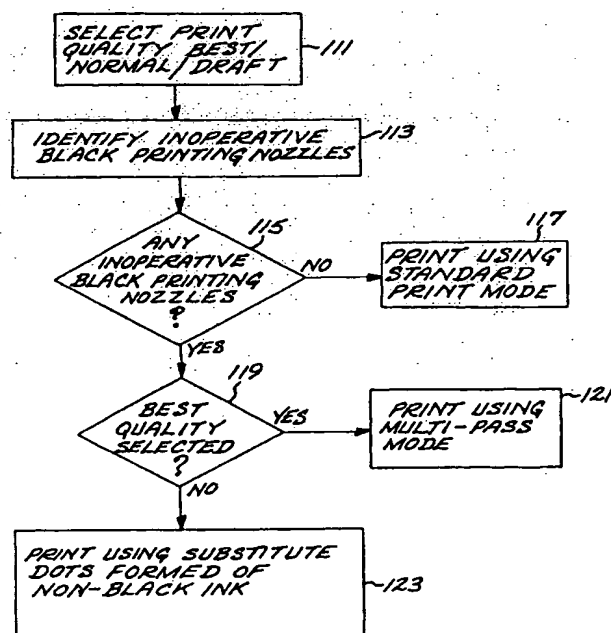 SELECT PRINT
QUALITY BEST/
NORMAL/DRAFT
111
IDENTIFY INOPERATIVE
BLACK PRINTING NOZZLES
113
ANY
INOPERATIVE
BLACK PRINTING
NOZZLES
?
115
NO
117
PRINT USING
STANDARD
PRINT MODE
YES
119
BEST
QUALITY
SELECTED
?
YES
121
PRINT USING
MULTI-PASS
MODE
NO
PRINT USING SUBSTITUTE
DOTS FORMED OF
NON-BLACK INK
123